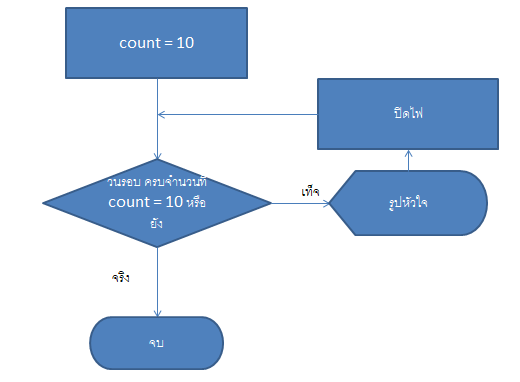 count = 10
ปิดไฟ
วนรอบ ครบจำนวนที่
count = 10 หรือ
ยัง
เท็จ
รูปหัวใจ
จริง
จบ